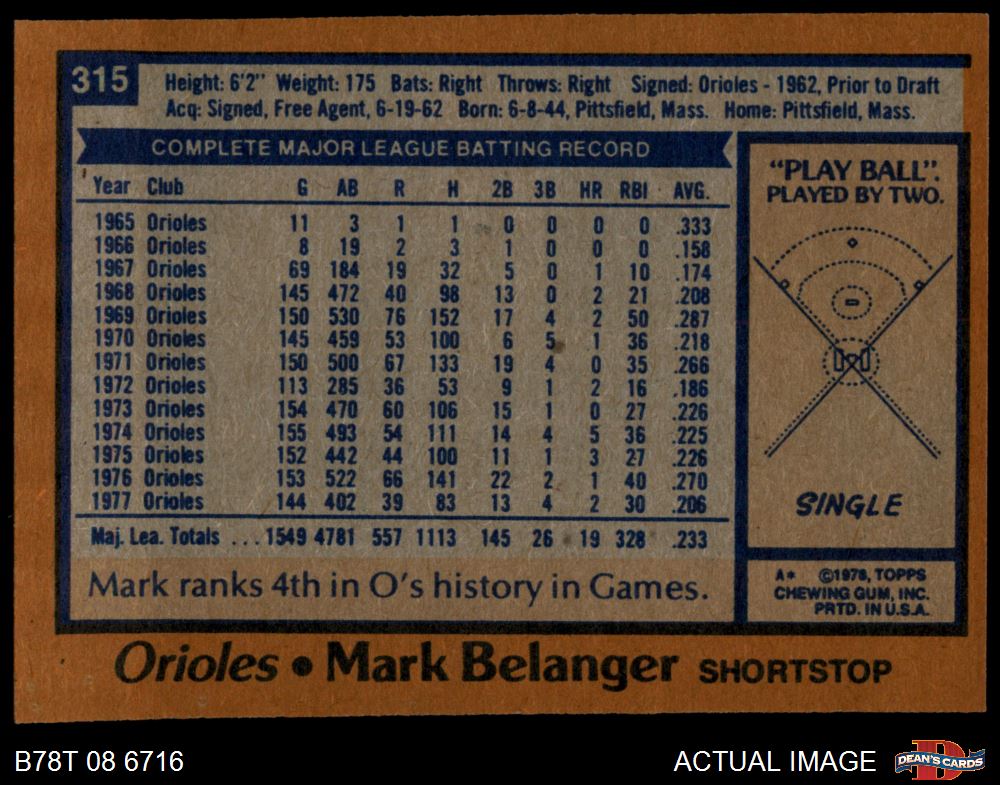 315
Height: 6'2" Weight: 175 Bats: Right Throws: Right Signed: Orioles - 1962, Prior to Draft
Acq: Signed, Free Agent, 6-19-62 Born: 6-8-44, Pittsfield, Mass. Home: Pittsfield, Mass.
COMPLETE MAJOR LEAGUE BATTING RECORD
Year Club G AB R H 2B 3B HR RBI AVG.
1965 Orioles 11 3 1 1 0 0 0 0 .333
1966 Orioles 8 19 2 3 1 0 0 0 .158
1967 Orioles 69 184 19 32 5 0 1 10 .174
1968 Orioles 145 472 40 98 13 0 2 21 .208
1969 Orioles 150 530 76 152 17 4 2 50 .287
1970 Orioles 145 459 53 100 6 5 1 36 .218
1971 Orioles 150 500 67 133 19 4 0 35 .266
1972 Orioles 113 285 36 53 9 1 2 16 .186
1973 Orioles 154 470 60 106 15 1 0 27 .226
1974 Orioles 155 493 54 111 14 4 5 36 .225
1975 Orioles 152 442 44 100 11 1 3 27 .226
1976 Orioles 153 522 66 141 22 2 1 40 .270
1977 Orioles 144 402 39 83 13 4 2 30 .206
Maj. Lea. Totals ... 1549 4781 557 1113 145 26 19 328 .233
Mark ranks 4th in O's history in Games.
"PLAY BALL".
PLAYED BY TWO.
SINGLE
A* ©1978, TOPPS
CHEWING GUM, INC.
PRTD. IN U.S.A.
Orioles • Mark Belanger SHORTSTOP
B78T 08 6716
ACTUAL IMAGE
D
DEAN'S CARDS